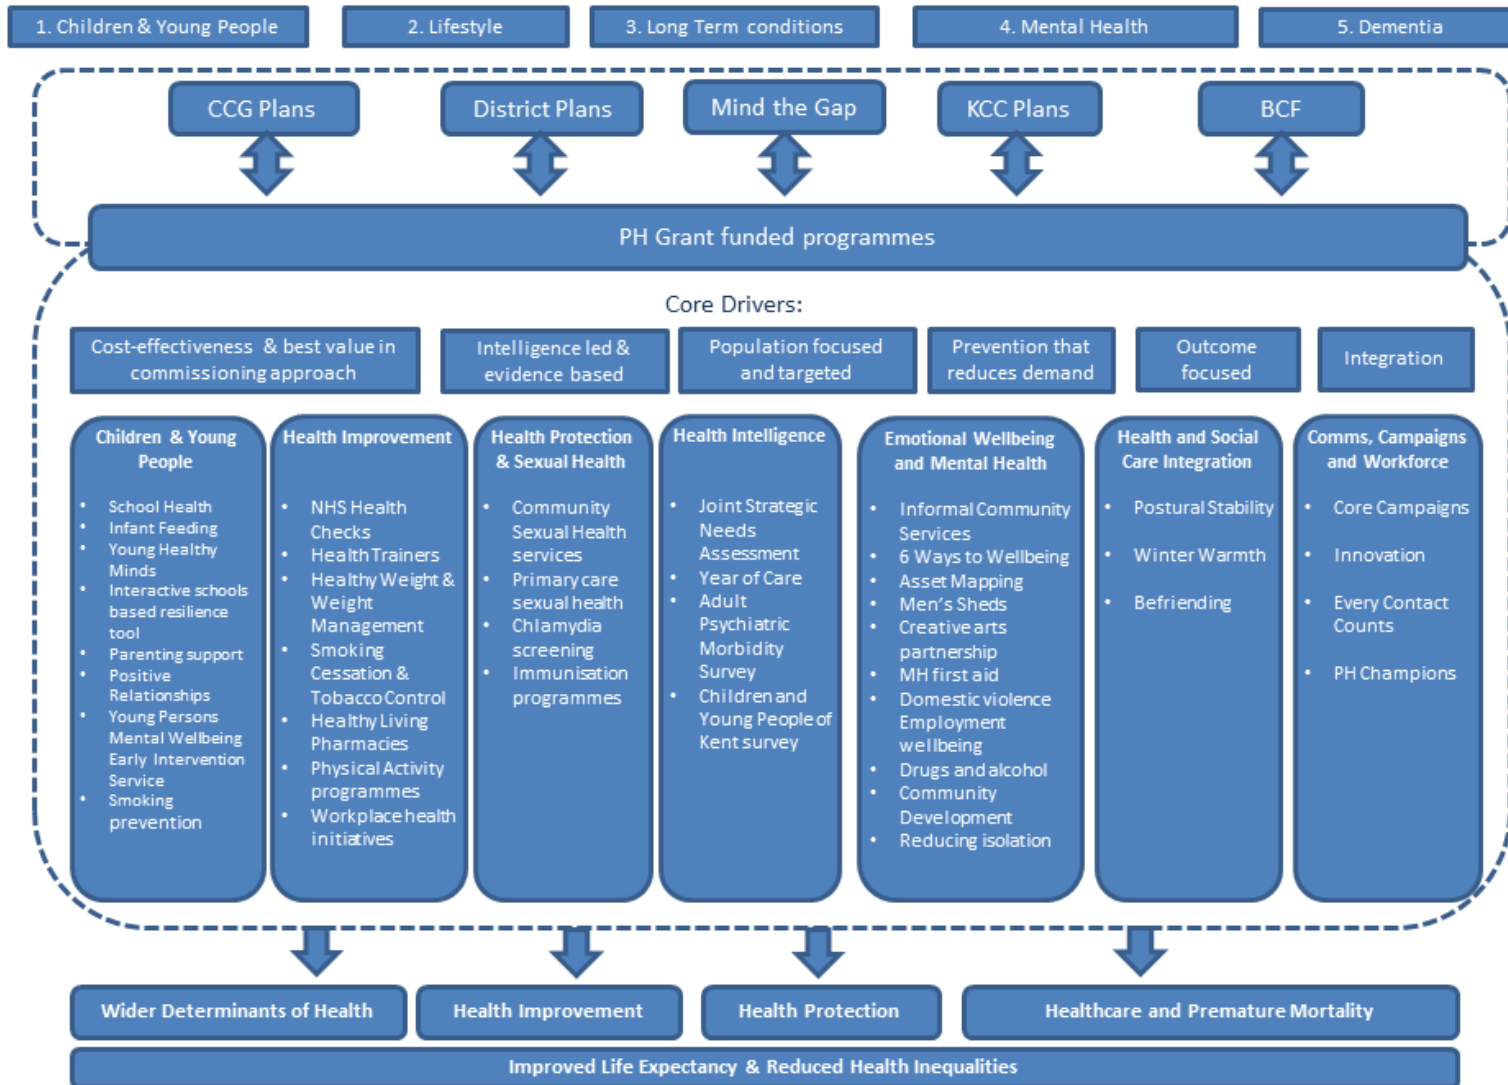 1. Children & Young People
2. Lifestyle
3. Long Term conditions
4. Mental Health
5. Dementia
CCG Plans
District Plans
Mind the Gap
KCC Plans
BCF
PH Grant funded programmes
Core Drivers:
Cost-effectiveness & best value in
commissioning approach
Intelligence led &
evidence based
Population focused
and targeted
Prevention that
reduces demand
Outcome
focused
Integration
Children & Young
People
• School Health
• Infant Feeding
• Young Healthy
Minds
• Interactive schools
based resilience
tool
• Parenting support
• Positive
Relationships
• Young Persons
Mental Wellbeing
Early Intervention
Service
• Smoking
prevention
Health Improvement
• NHS Health
Checks
• Health Trainers
• Healthy Weight &
Weight
Management
• Smoking
Cessation &
Tobacco Control
• Healthy Living
Pharmacies
• Physical Activity
programmes
• Workplace health
initiatives
Health Protection
& Sexual Health
• Community
Sexual Health
services
• Primary care
sexual health
• Chlamydia
screening
• Immunisation
programmes
Health Intelligence
• Joint Strategic
Needs
Assessment
• Year of Care
• Adult
Psychiatric
Morbidity
Survey
• Children and
Young People of
Kent survey
Emotional Wellbeing
and Mental Health
• Informal Community
Services
• 6 Ways to Wellbeing
• Asset Mapping
• Men's Sheds
• Creative arts
partnership
• MH first aid
• Domestic violence
Employment
wellbeing
• Drugs and alcohol
• Community
Development
• Reducing isolation
Health and Social
Care Integration
• Postural Stability
• Winter Warmth
• Befriending
Comms, Campaigns
and Workforce
• Core Campaigns
• Innovation
• Every Contact
Counts
• PH Champions
Wider Determinants of Health
Health Improvement
Health Protection
Healthcare and Premature Mortality
Improved Life Expectancy & Reduced Health Inequalities